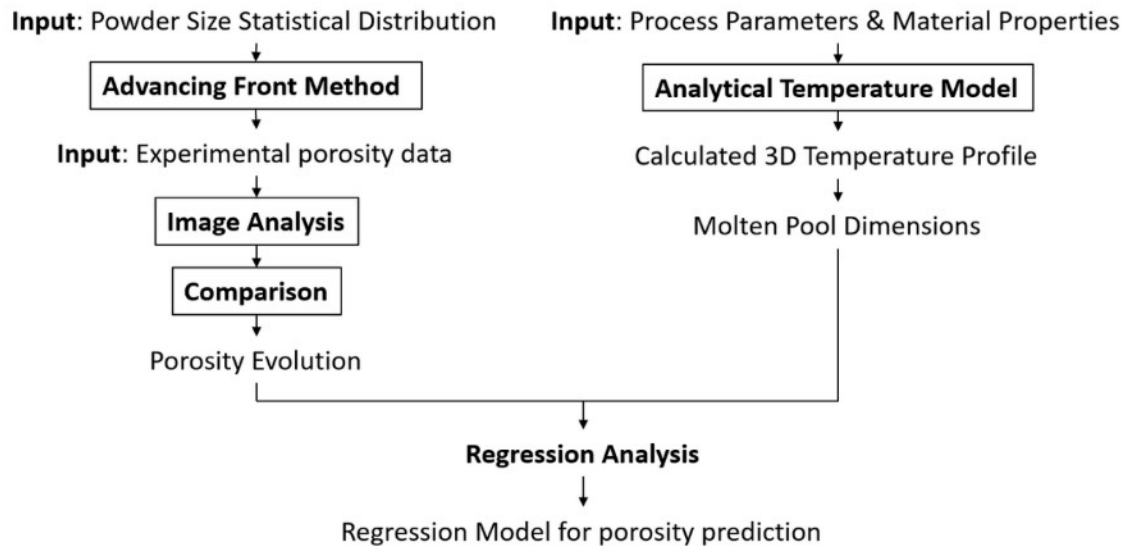 Input: Powder Size Statistical Distribution
Advancing Front Method
Input: Experimental porosity data
Image Analysis
Comparison
Porosity Evolution
Input: Process Parameters & Material Properties
Analytical Temperature Model
Calculated 3D Temperature Profile
Molten Pool Dimensions
Regression Analysis
Regression Model for porosity prediction